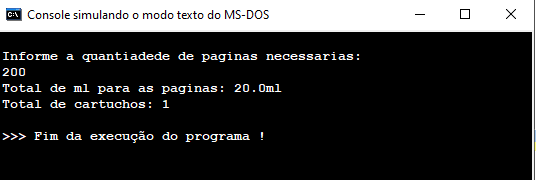 Console simulando o modo texto do MS-DOS
Informe a quantiadede de paginas necessarias:
200
Total de ml para as paginas: 20.0ml
Total de cartuchos: 1
>>> Fim da execução do programa !